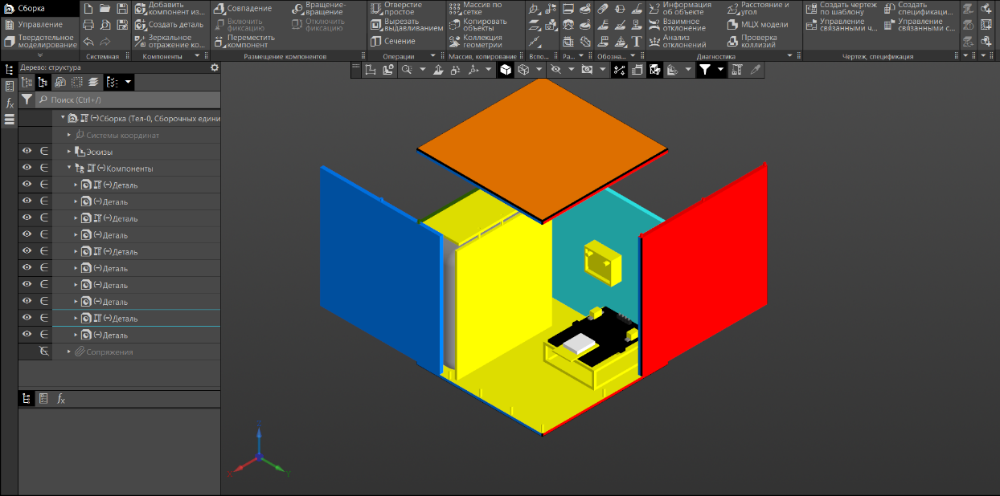 Сборка
Управление
Твердотельное
моделирование
Системная
Добавить
компонент из...
Создать деталь
Зеркальное
отражение ко...
Компоненты
Совпадение
Включить
фиксацию
Переместить
компонент
Вращение-
вращение
Отключить
фиксацию
Размещение компонентов
Отверстие
простое
Вырезать
выдавливанием
Сечение
Операции
Массив по
сетке
Копировать
объекты
Коллекция
геометрии
Массив, копирование
Вспо...
Ра...
Обозна...
Информация
об объекте
Взаимное
отклонение
Анализ
отклонения
Расстояние и
угол
МЦХ модели
Проверка
коллизий
Диагностика
Создать чертеж
по шаблону
Управление
связанными ч...
Создать
спецификаци...
Управление
связанными с...
Чертеж, спецификация
Дерево: структура
Поиск (Ctrl+/)
(-)Сборка (Тел-0, Сборочных едини
Системы координат
Эскизы
(-)Компоненты
(-)Деталь
(-)Деталь
(-)Деталь
(-)Деталь
(-)Деталь
(-)Деталь
(-)Деталь
(-)Деталь
(-)Деталь
(-)Деталь
Сопряжения
Z
X
Y